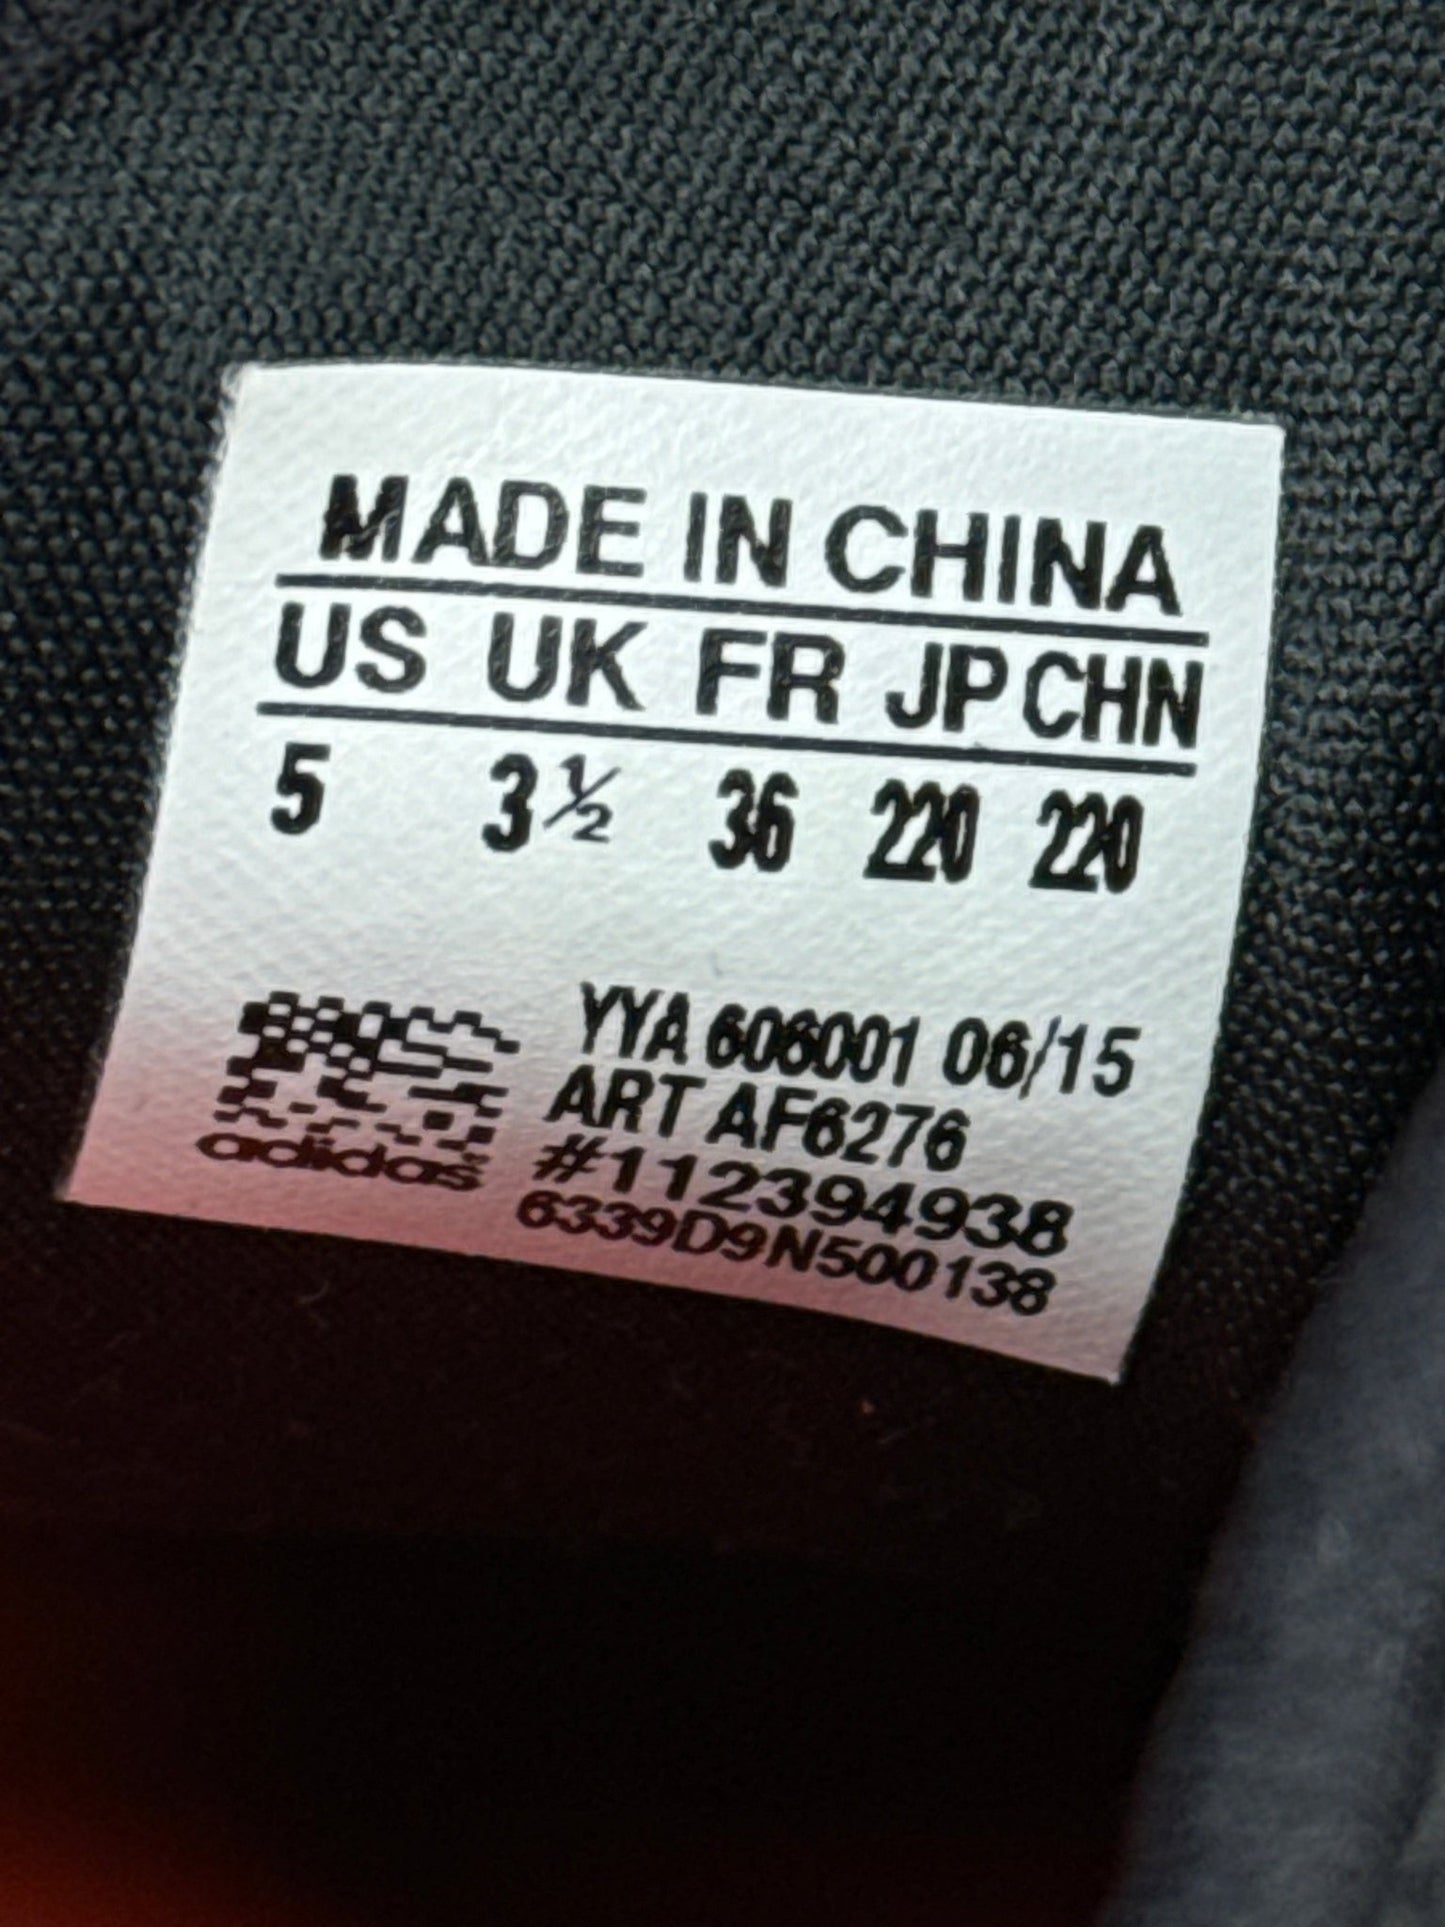 MADE IN CHINA
US UK FR JP CHN
5 3½ 36 220 220
YYA 606001 06/15
ART AF6276
#112394938
6339D9N500138
adidas